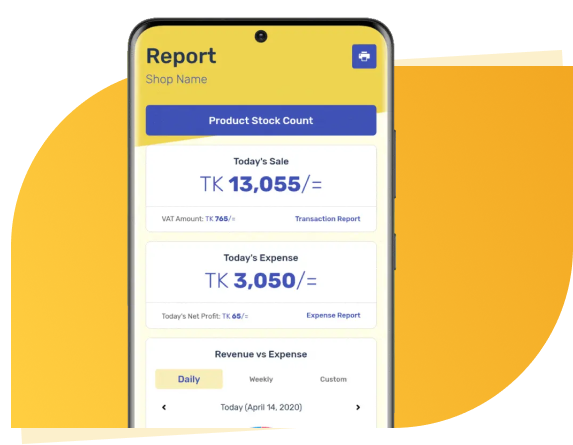 Report
Shop Name
Product Stock Count
Today's Sale
TK 13,055/=
VAT Amount: TK 765/= Transaction Report
Today's Expense
TK 3,050/=
Today's Net Profit: TK 65/= Expense Report
Revenue vs Expense
Daily Weekly Custom
Today (April 14, 2020)